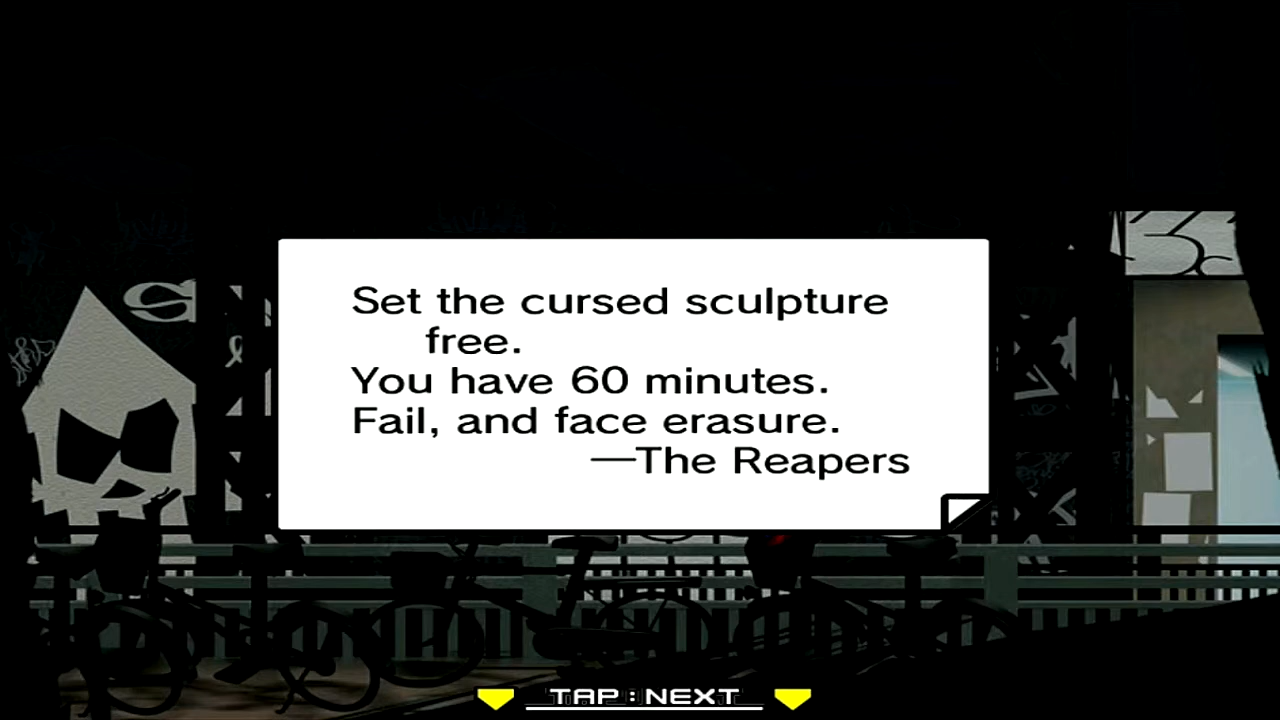 Set the cursed sculpture
free.
You have 60 minutes.
Fail, and face erasure.
—The Reapers
TAP : NEXT